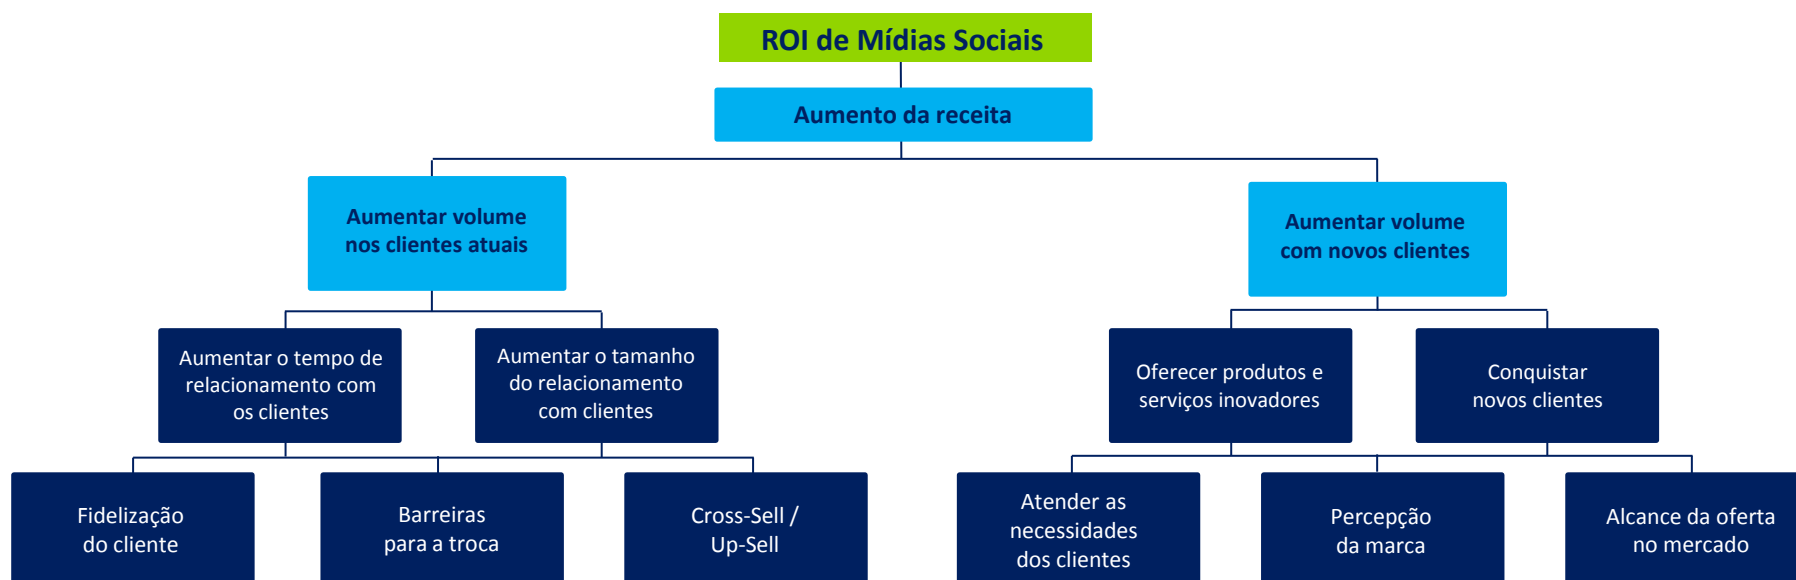 ROI de Mídias Sociais
Aumento da receita
Aumentar volume
nos clientes atuais
Aumentar volume
com novos clientes
Aumentar o tempo de
relacionamento com
os clientes
Aumentar o tamanho
do relacionamento
com clientes
Oferecer produtos e
serviços inovadores
Conquistar
novos clientes
Fidelização
do cliente
Barreiras
para a troca
Cross-Sell /
Up-Sell
Atender as
necessidades
dos clientes
Percepção
da marca
Alcance da oferta
no mercado